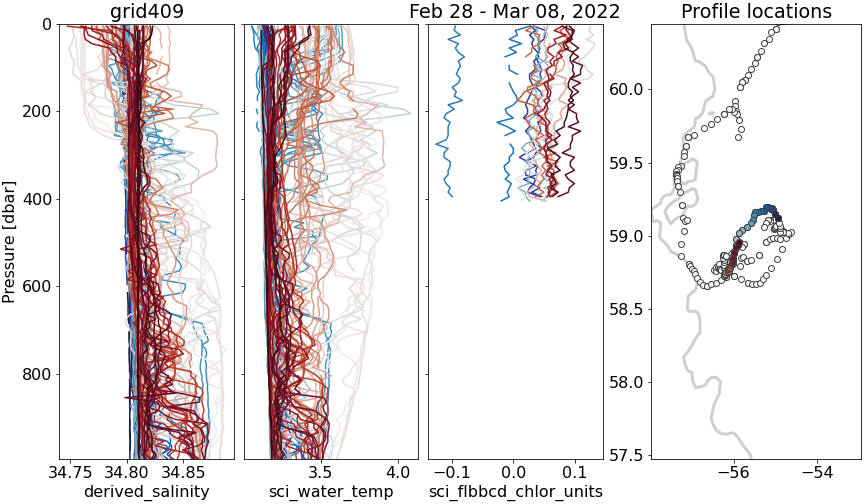 grid409
Feb 28 - Mar 08, 2022
Profile locations
0
200
400
600
800
Pressure [dbar]
34.75 34.80 34.85
derived_salinity
3.5 4.0
sci_water_temp
−0.1 0.0 0.1
sci_flbbcd_chlor_units
60.0
59.5
59.0
58.5
58.0
57.5
−56 −54